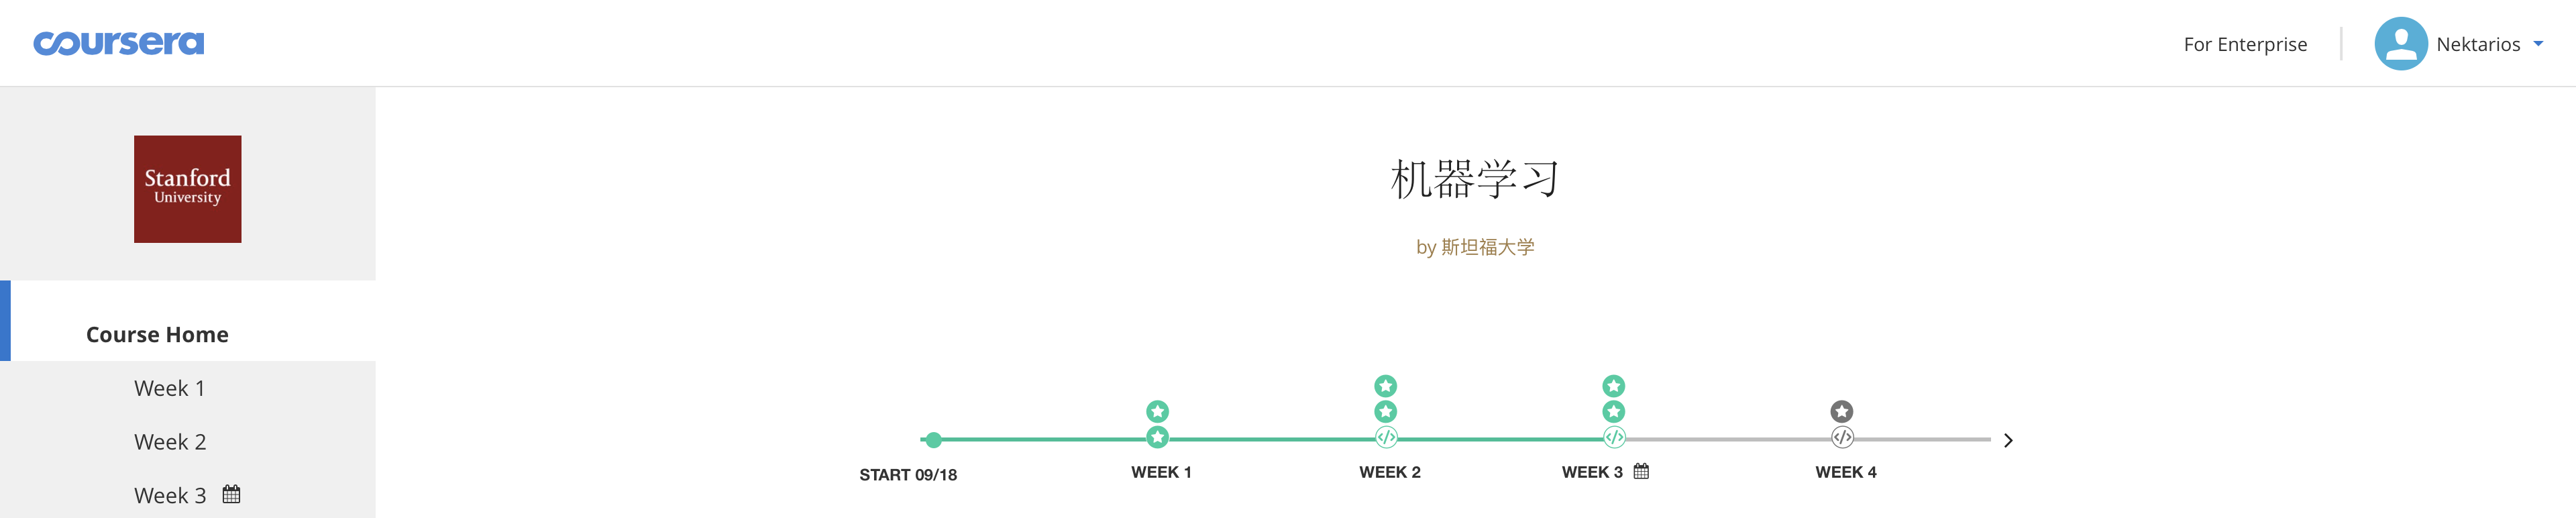 coursera
For Enterprise
Nektarios
Stanford
University
Course Home
Week 1
Week 2
Week 3
机器学习
by 斯坦福大学
START 09/18
WEEK 1
WEEK 2
WEEK 3
WEEK 4